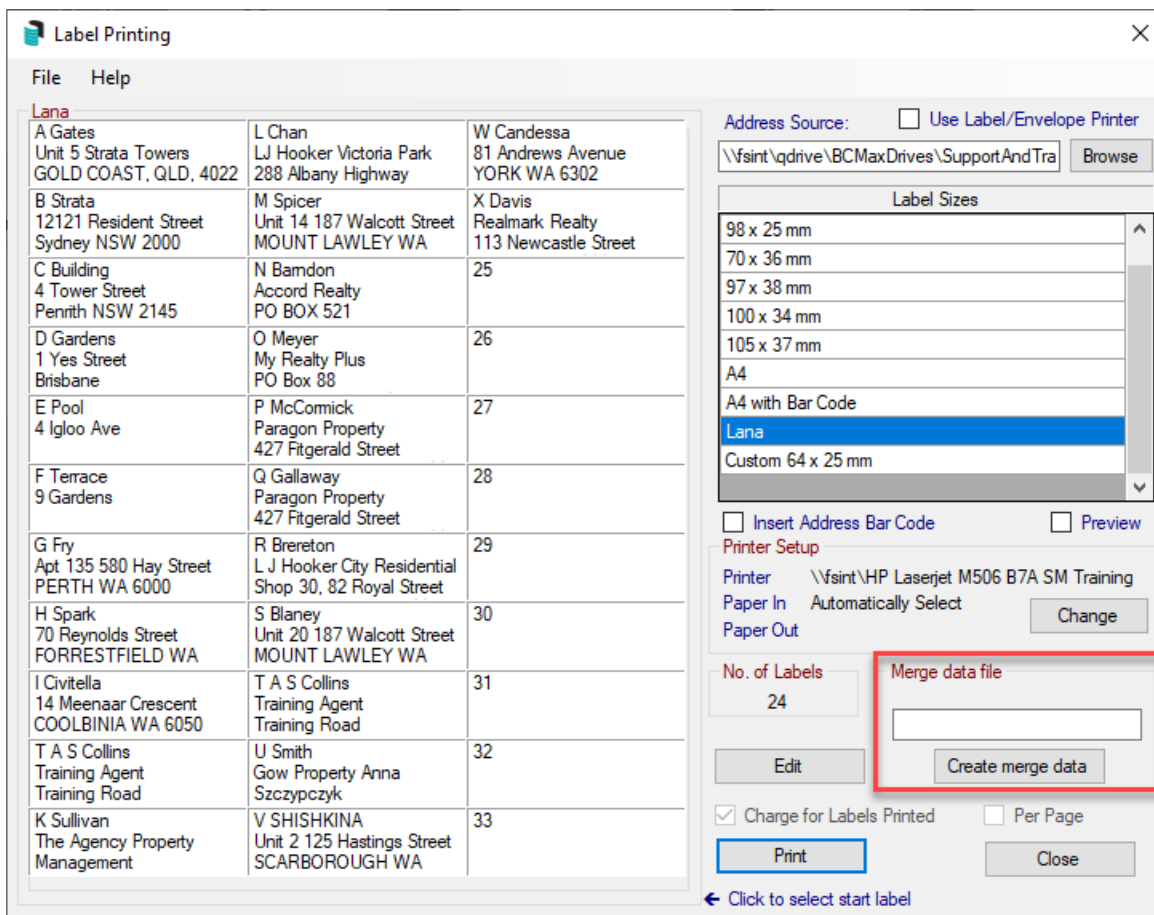 Label Printing
File Help
Lana
A Gates
Unit 5 Strata Towers
GOLD COAST, QLD, 4022
B Strata
12121 Resident Street
Sydney NSW 2000
C Building
4 Tower Street
Penrith NSW 2145
D Gardens
1 Yes Street
Brisbane
E Pool
4 Igloo Ave
F Terrace
9 Gardens
G Fry
Apt 135 580 Hay Street
PERTH WA 6000
H Spark
70 Reynolds Street
FORRESTFIELD WA
I Civitella
14 Meenaar Crescent
COOLBINIA WA 6050
T A S Collins
Training Agent
Training Road
K Sullivan
The Agency Property
Management
L Chan
LJ Hooker Victoria Park
288 Albany Highway
M Spicer
Unit 14 187 Walcott Street
MOUNT LAWLEY WA
N Barndon
Accord Realty
PO BOX 521
O Meyer
My Realty Plus
PO Box 88
P McCormick
Paragon Property
427 Fitgerald Street
Q Gallaway
Paragon Property
427 Fitgerald Street
R Brereton
L J Hooker City Residential
Shop 30, 82 Royal Street
S Blaney
Unit 20 187 Walcott Street
MOUNT LAWLEY WA
T A S Collins
Training Agent
Training Road
U Smith
Gow Property Anna
Szczypczyk
V SHISHKINA
Unit 2 125 Hastings Street
SCARBOROUGH WA
W Candessa
81 Andrews Avenue
YORK WA 6302
X Davis
Realmark Realty
113 Newcastle Street
25
26
27
28
29
30
31
32
33
Address Source: Use Label/Envelope Printer
\\fsint\qdrive\BCMaxDrives\SupportAndTra Browse
Label Sizes
98 x 25 mm
70 x 36 mm
97 x 38 mm
100 x 34 mm
105 x 37 mm
A4
A4 with Bar Code
Lana
Custom 64 x 25 mm
Insert Address Bar Code Preview
Printer Setup
Printer \\fsint\HP Laserjet M506 B7A SM Training
Paper In Automatically Select
Paper Out
Change
No. of Labels
24
Merge data file
Edit
Create merge data
Charge for Labels Printed Per Page
Print Close
Click to select start label